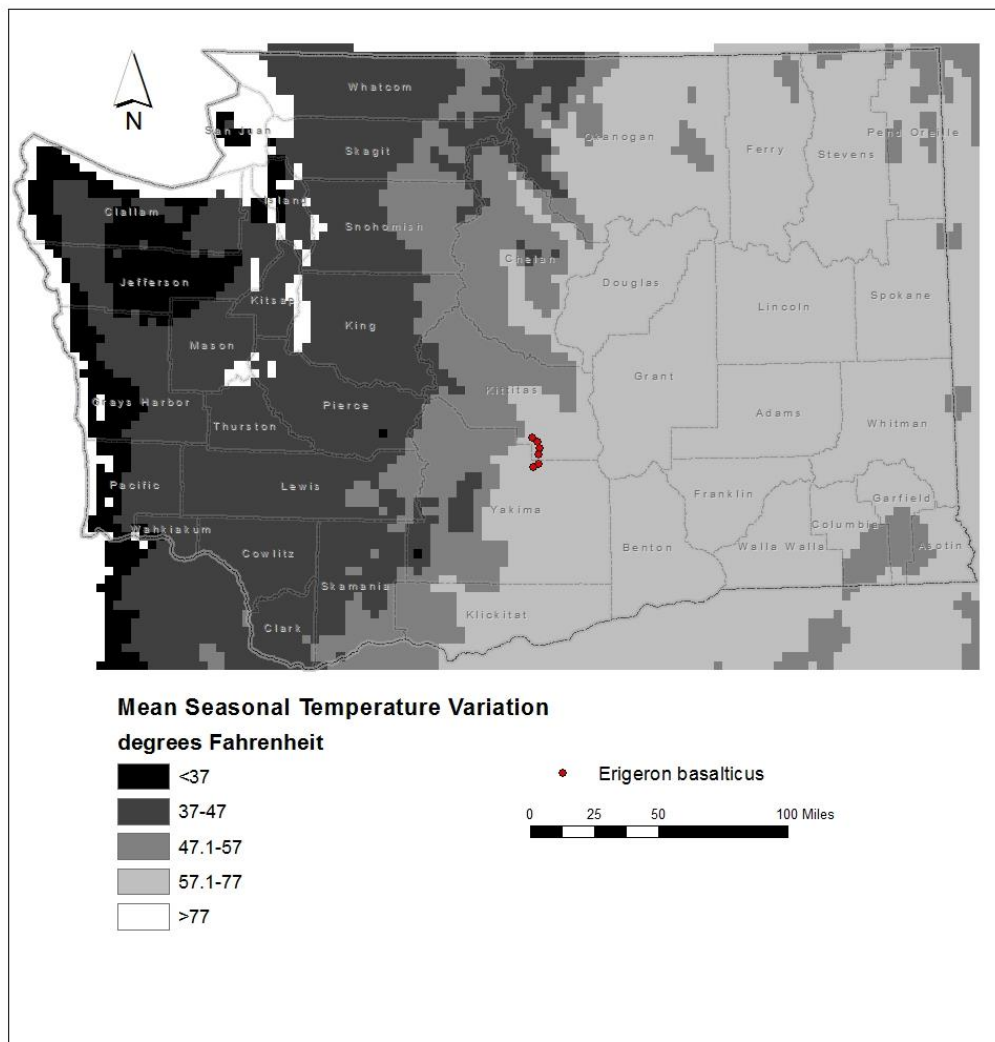 N
Whatcom
San Juan
Okanogan
Ferry
Pend Oreille
Skagit
Stevens
Island
Clallam
Snohomish
Chelan
Jefferson
Douglas
Kitsap
Lincoln
Spokane
King
Mason
Grant
Kittitas
Grays Harbor
Pierce
Adams
Whitman
Thurston
Pacific
Lewis
Franklin
Garfield
Yakima
Columbia
Wahkiakum
Benton
Walla Walla
Asotin
Cowlitz
Skamania
Klickitat
Clark
Mean Seasonal Temperature Variation
degrees Fahrenheit
<37
37-47
47.1-57
57.1-77
>77
Erigeron basalticus
0 25 50 100 Miles